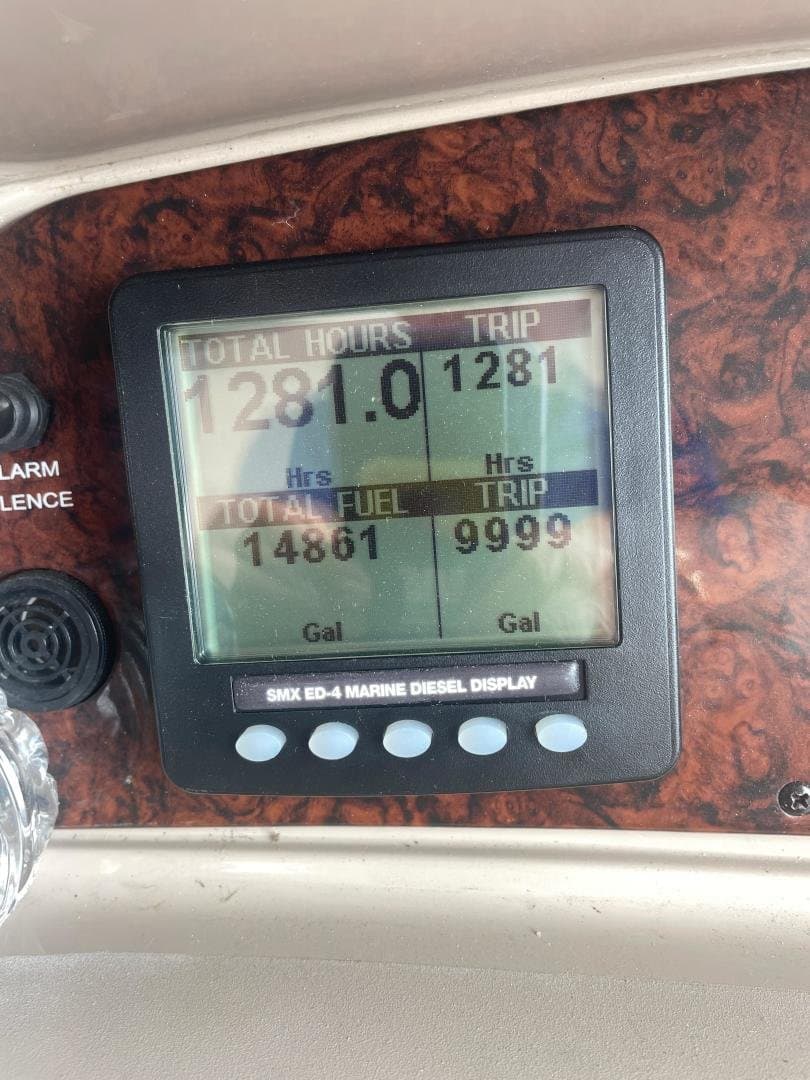 TOTAL HOURS TRIP
1281.0 1281
Hrs Hrs
TOTAL FUEL TRIP
14861 9999
Gal Gal
SMX ED-4 MARINE DIESEL DISPLAY
LARM
LENCE